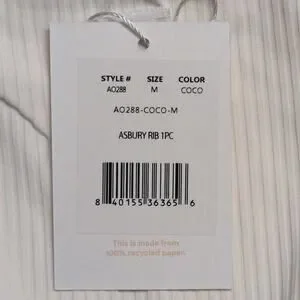 STYLE # SIZE COLOR
AO288 M COCO
AO288-COCO-M
ASBURY RIB 1PC
8 40155 36365 6
This is made from
100% recycled paper.